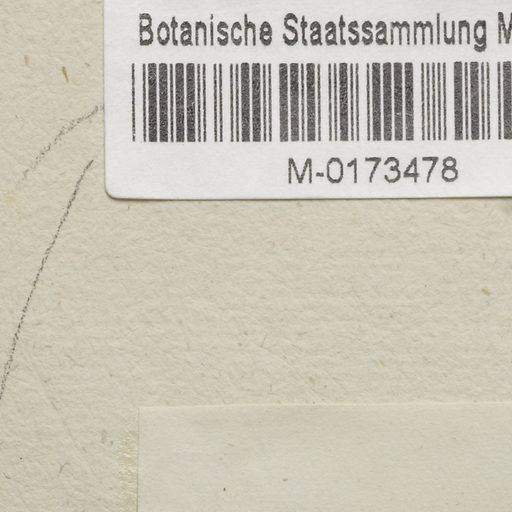 Botanische Staatssammlung M
M-0173478